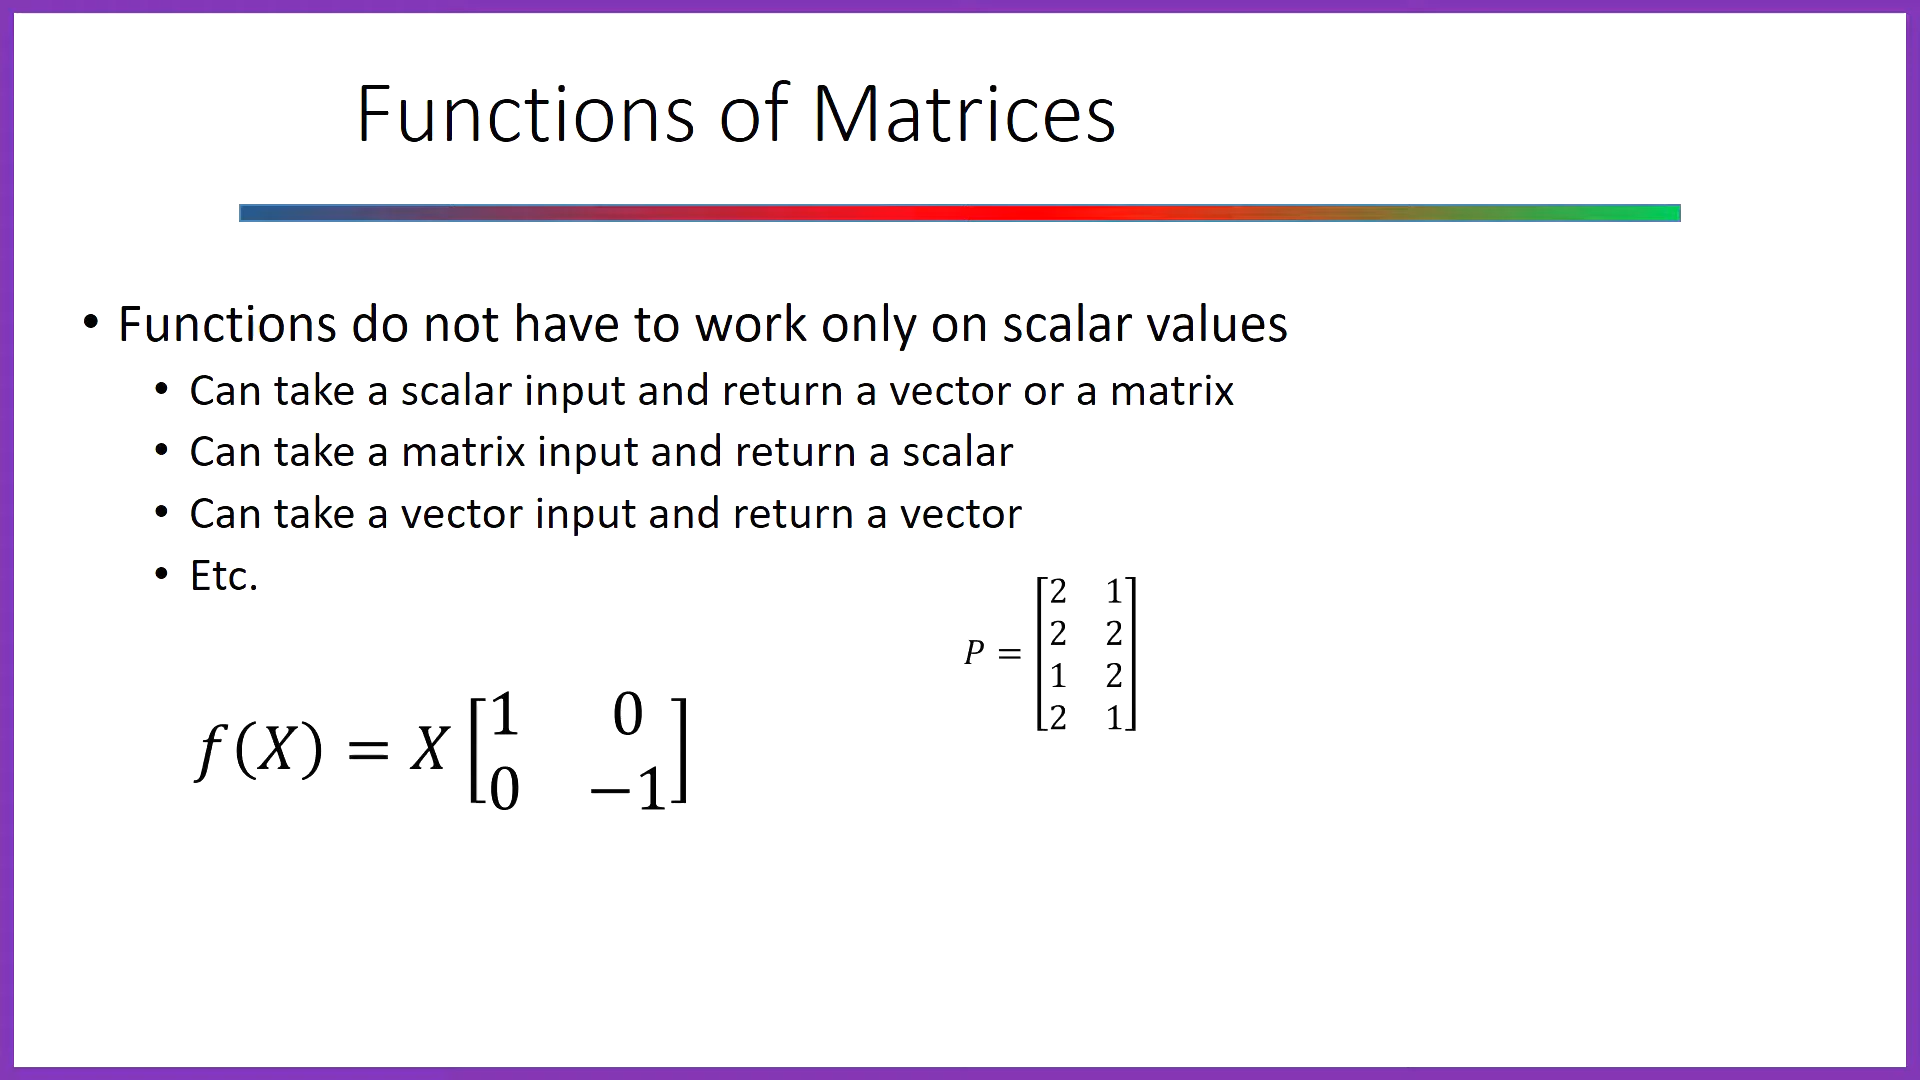 Functions of Matrices
• Functions do not have to work only on scalar values
• Can take a scalar input and return a vector or a matrix
• Can take a matrix input and return a scalar
• Can take a vector input and return a vector
• Etc.
P = [2 1
2 2
1 2
2 1]
f(X) = X [1 0
0 −1]